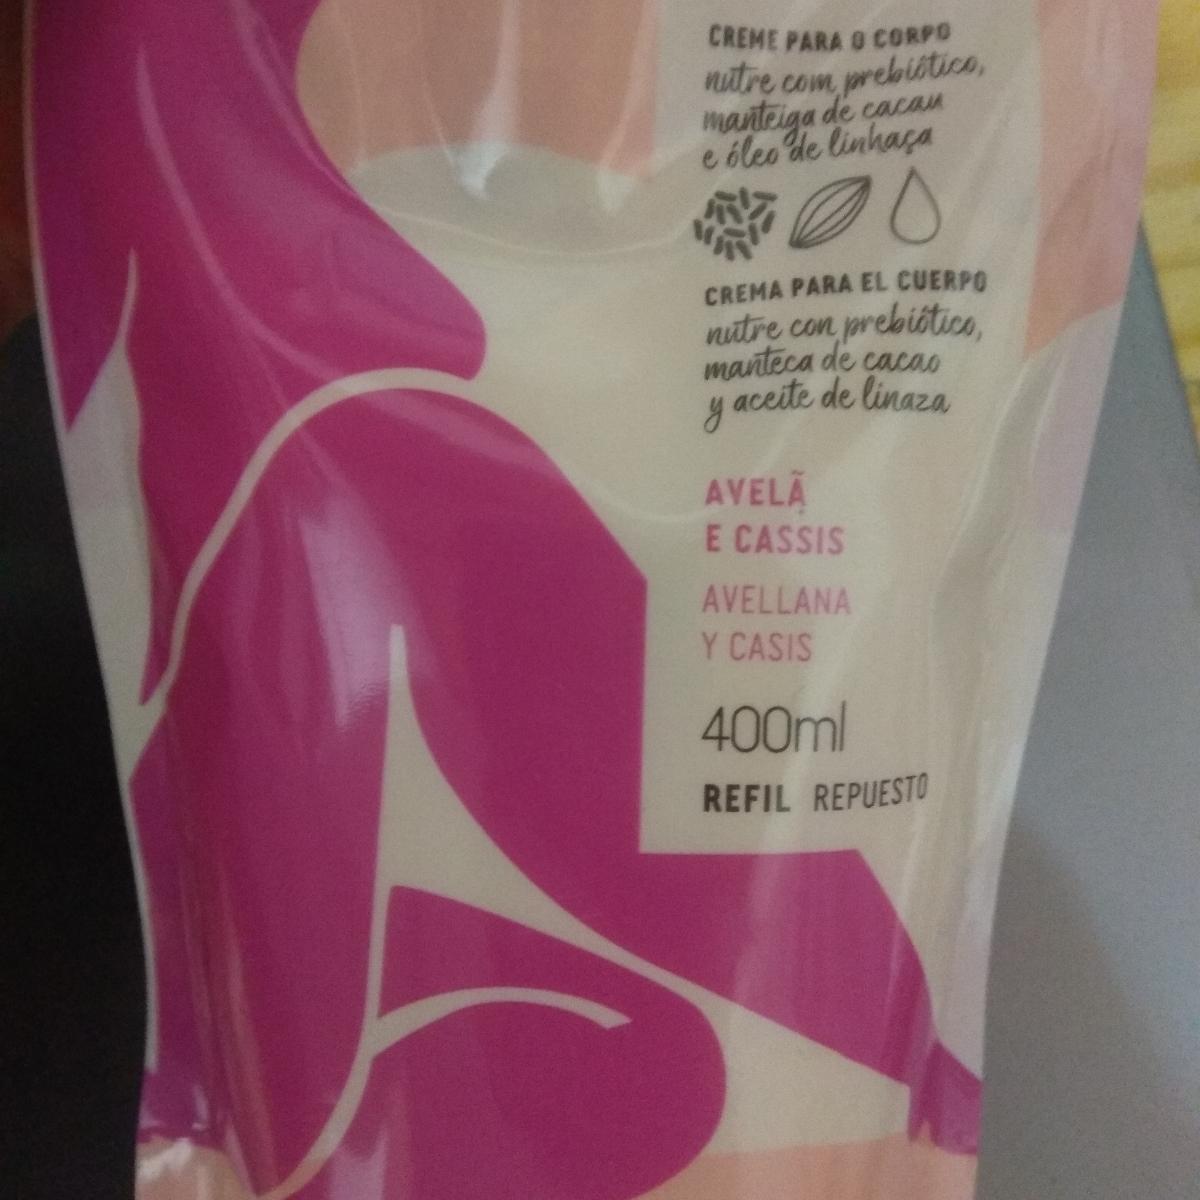 CREME PARA O CORPO
nutre com prebiótico,
manteiga de cacau
e óleo de linhaça
CREMA PARA EL CUERPO
nutre con prebiótico,
manteca de cacao
y aceite de linaza
AVELÃ
E CASSIS
AVELLANA
Y CASIS
400ml
REFIL REPUESTO